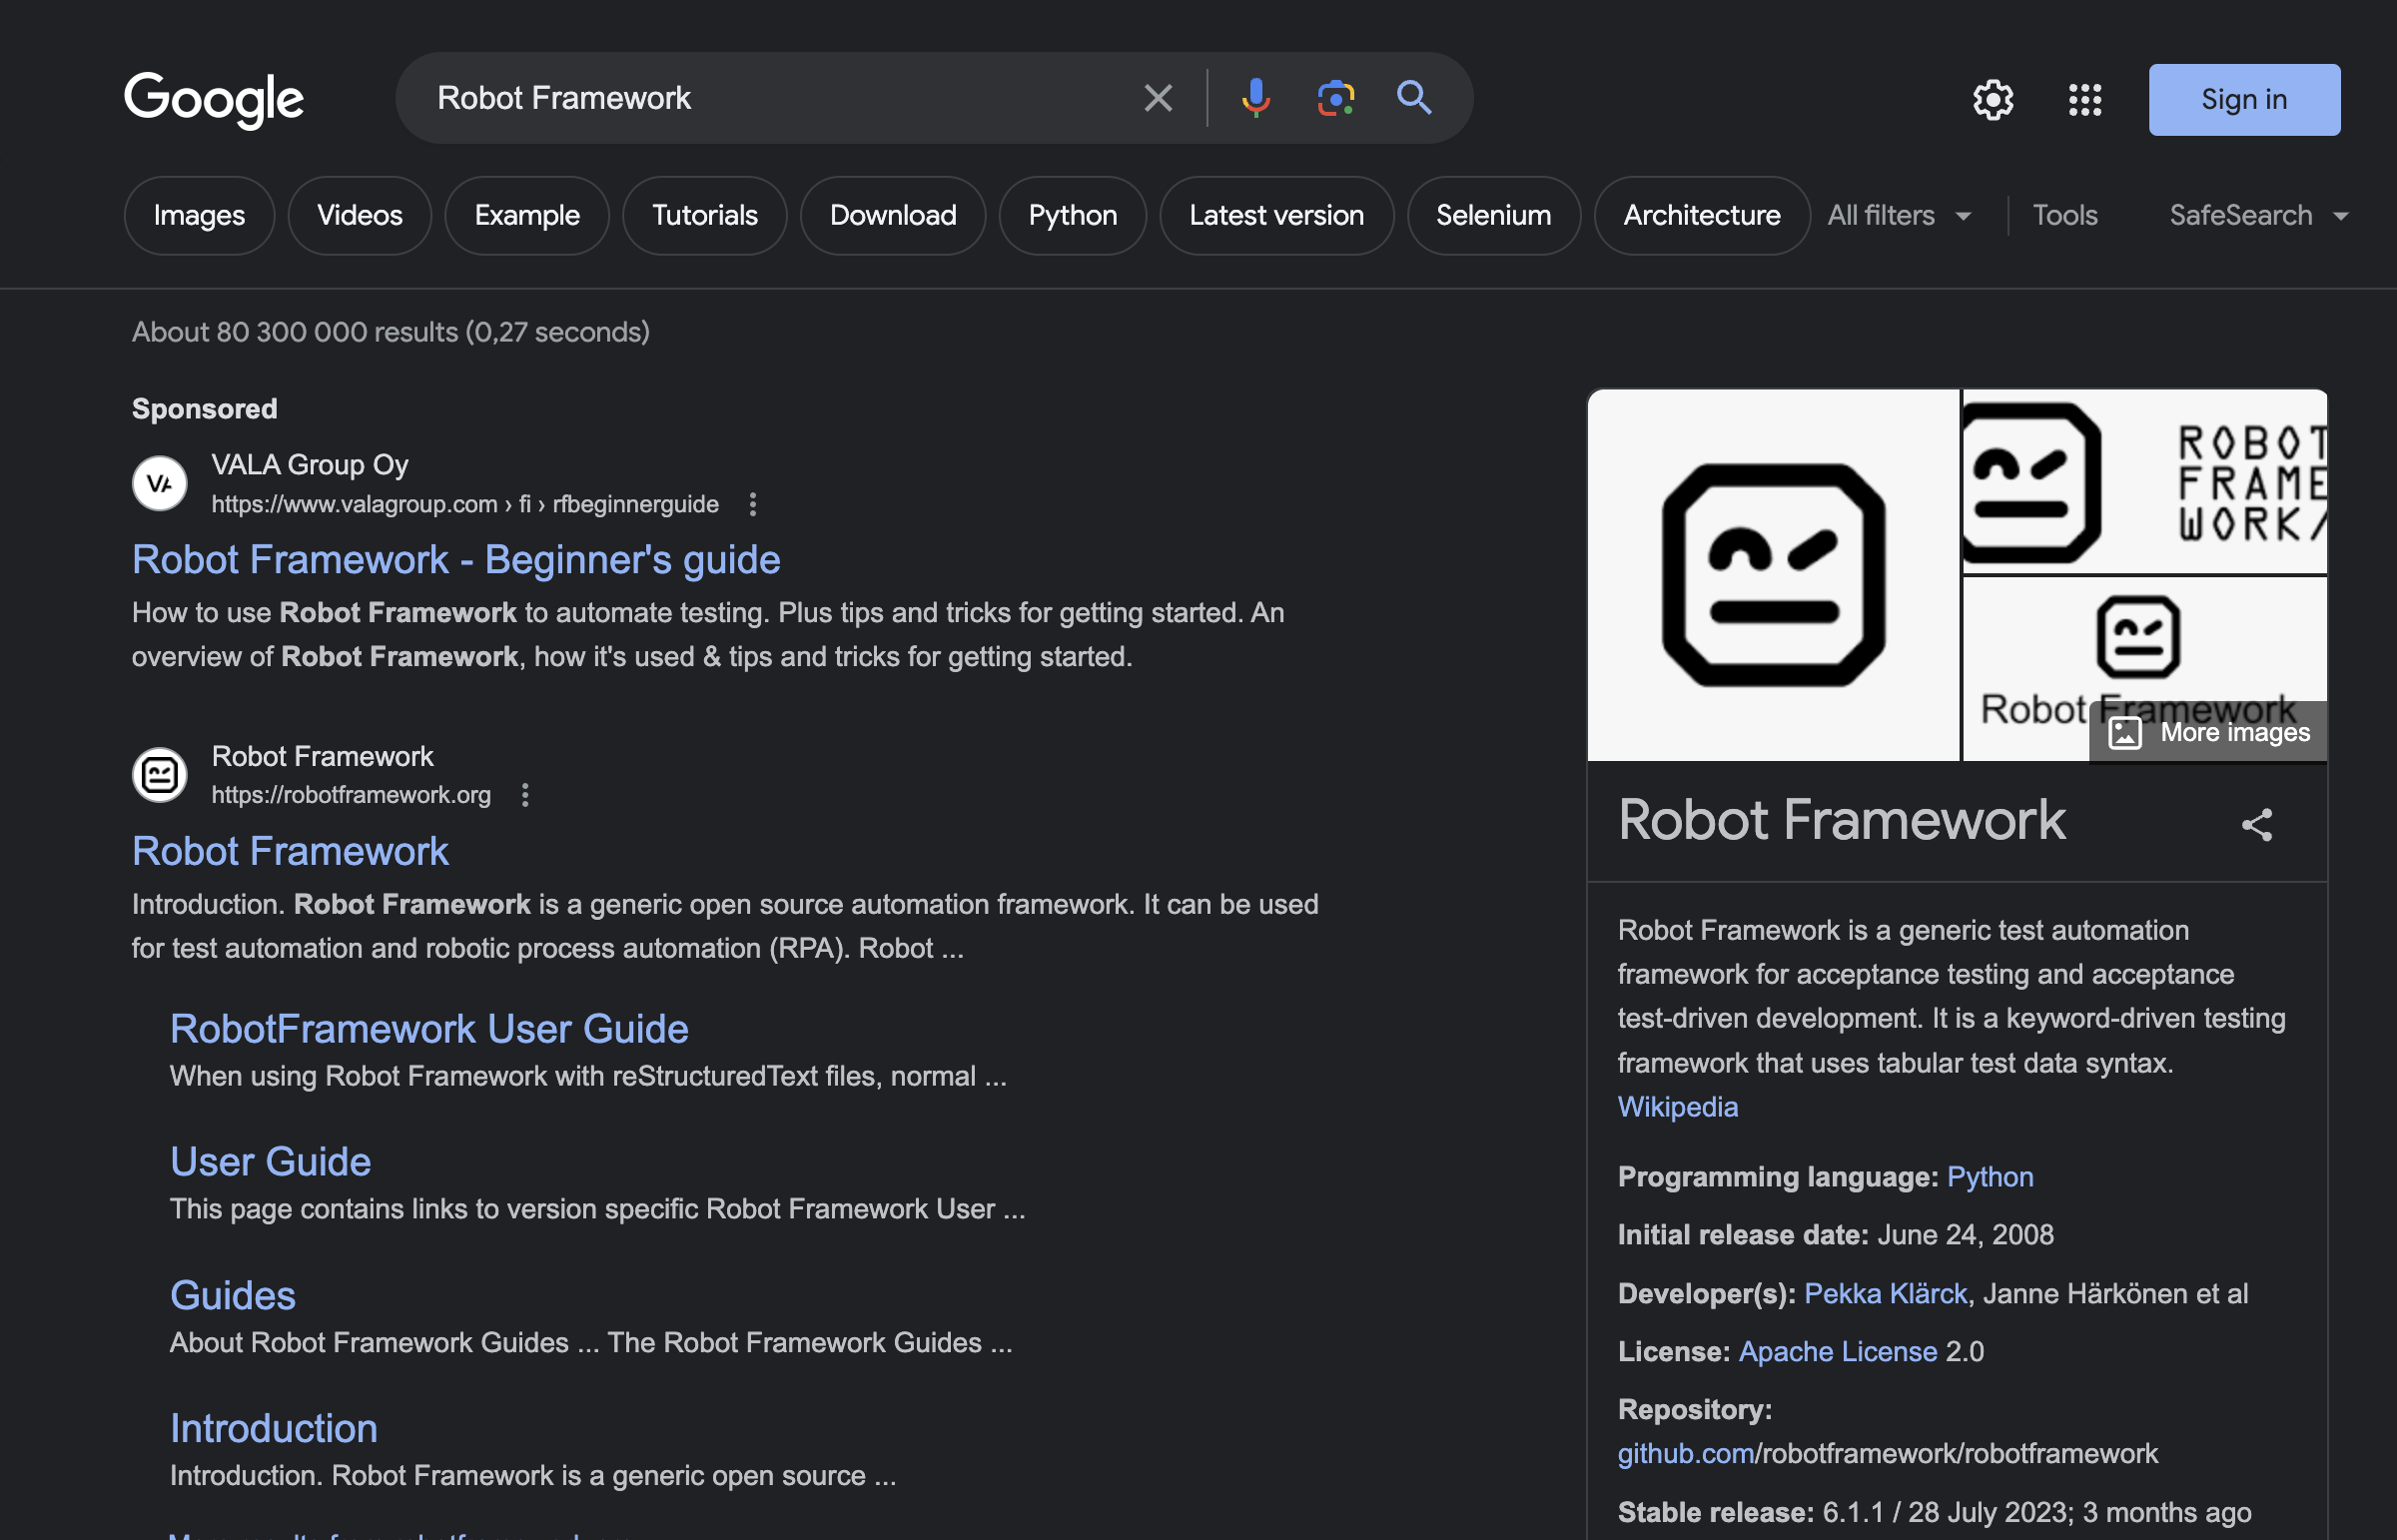 Google
Robot Framework
Sign in
Images
Videos
Example
Tutorials
Download
Python
Latest version
Selenium
Architecture
All filters
Tools
SafeSearch
About 80 300 000 results (0,27 seconds)
Sponsored
VA
VALA Group Oy
https://www.valagroup.com › fi › rfbeginnerguide
Robot Framework - Beginner's guide
How to use Robot Framework to automate testing. Plus tips and tricks for getting started. An
overview of Robot Framework, how it's used & tips and tricks for getting started.
Robot Framework
https://robotframework.org
Robot Framework
Introduction. Robot Framework is a generic open source automation framework. It can be used
for test automation and robotic process automation (RPA). Robot ...
RobotFramework User Guide
When using Robot Framework with reStructuredText files, normal ...
User Guide
This page contains links to version specific Robot Framework User ...
Guides
About Robot Framework Guides ... The Robot Framework Guides ...
Introduction
Introduction. Robot Framework is a generic open source ...
ROBOT
FRAME
WORK/
Robot Framework
More images
Robot Framework
Robot Framework is a generic test automation
framework for acceptance testing and acceptance
test-driven development. It is a keyword-driven testing
framework that uses tabular test data syntax.
Wikipedia
Programming language: Python
Initial release date: June 24, 2008
Developer(s): Pekka Klärck, Janne Härkönen et al
License: Apache License 2.0
Repository:
github.com/robotframework/robotframework
Stable release: 6.1.1 / 28 July 2023; 3 months ago